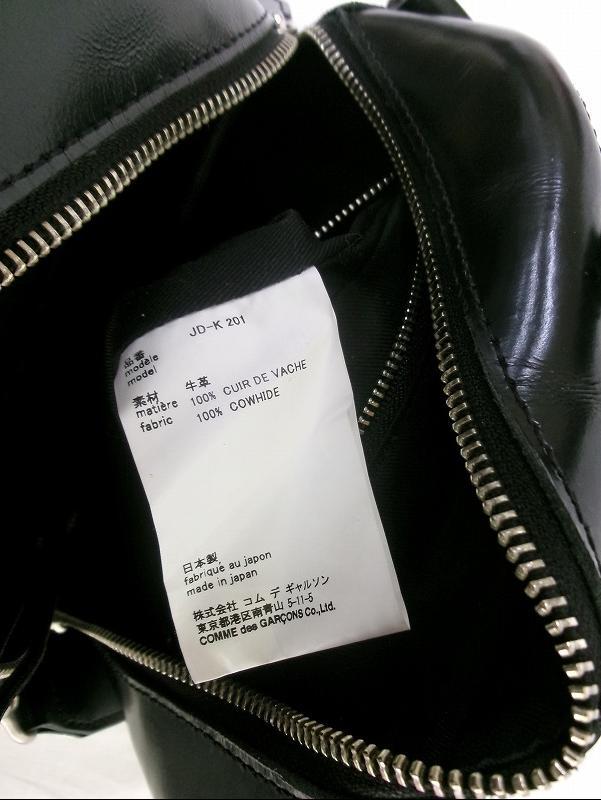 品番
modèle JD-K 201
model
素材 牛革
matière 100% CUIR DE VACHE
fabric 100% COWHIDE
日本製
fabriqué au japon
made in japan
株式会社 コム デ ギャルソン
東京都港区南青山 5-11-5
COMME des GARÇONS Co,Ltd.